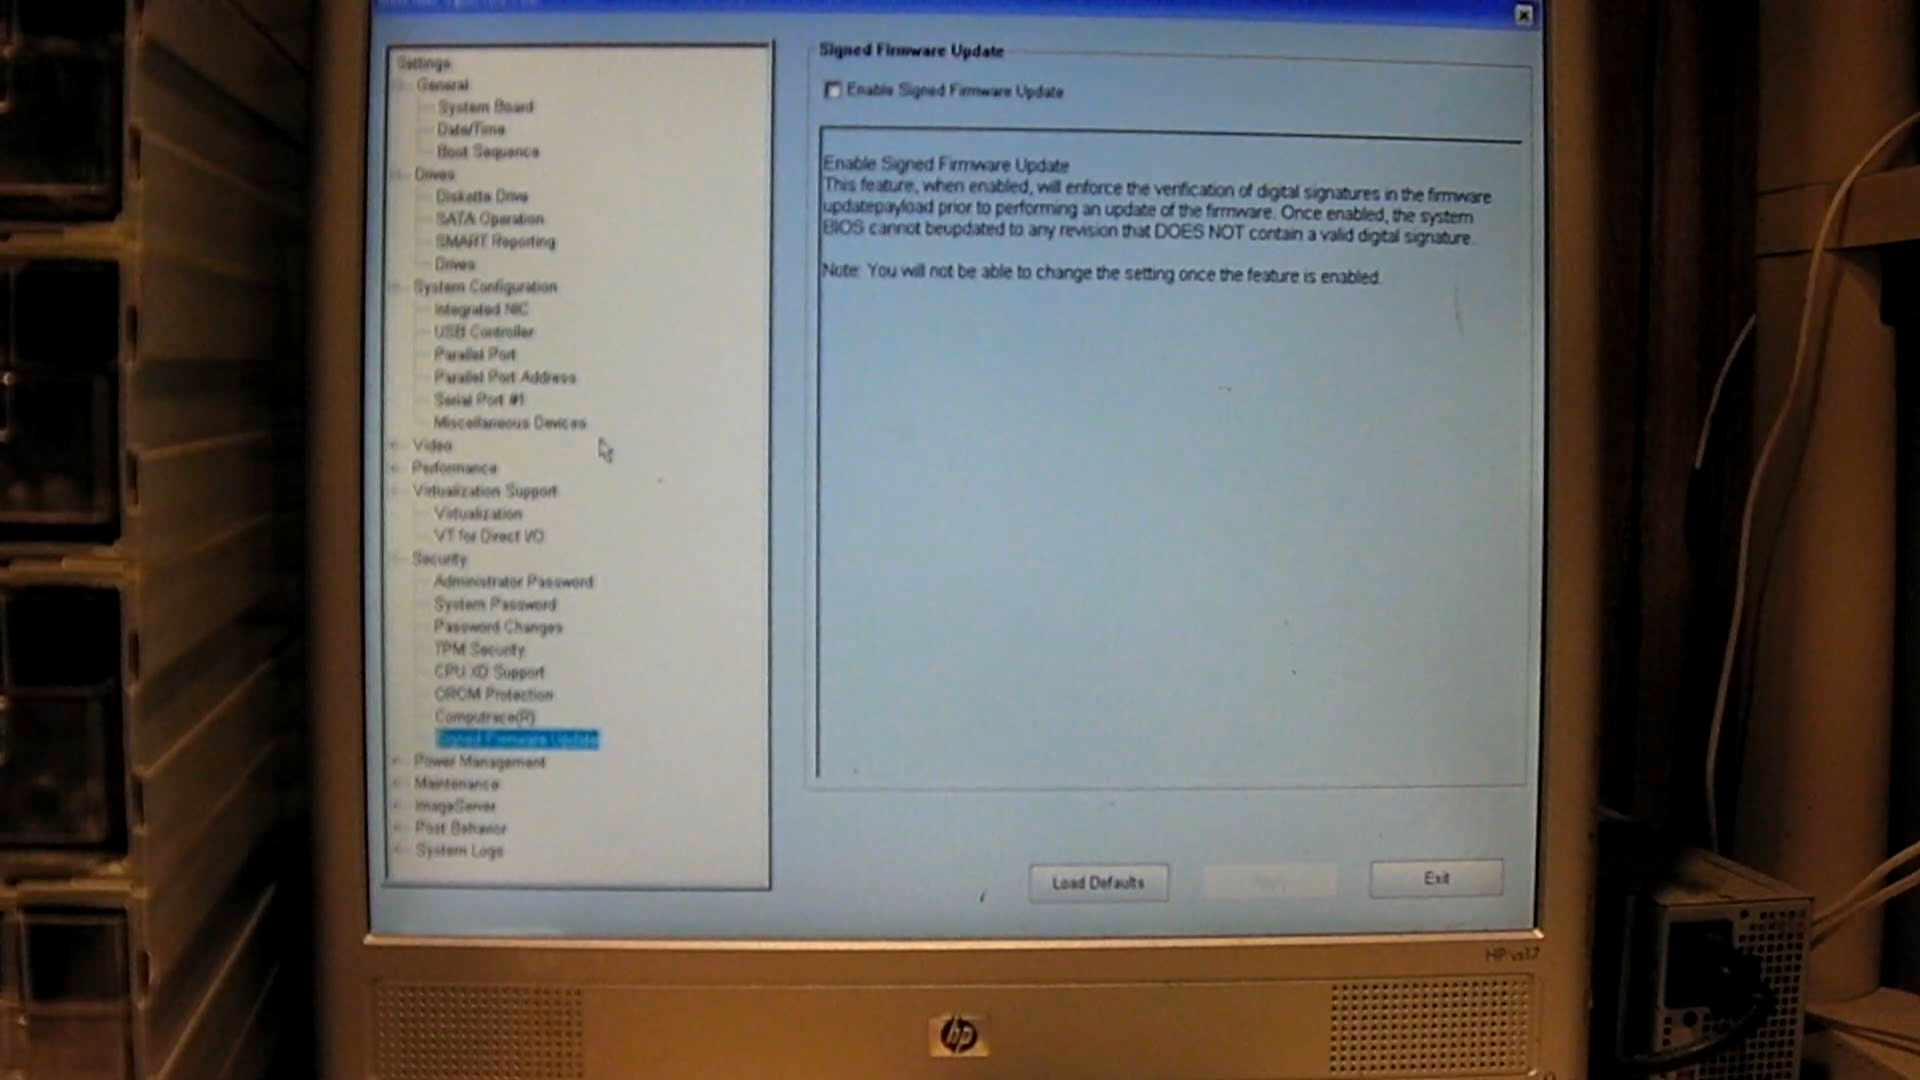 Settings
General
System Board
Date/Time
Boot Sequence
Drives
Diskette Drive
SATA Operation
SMART Reporting
Drives
System Configuration
Integrated NIC
USB Controller
Parallel Port
Parallel Port Address
Serial Port #1
Miscellaneous Devices
Video
Performance
Virtualization Support
Virtualization
VT for Direct I/O
Security
Administrator Password
System Password
Password Changes
TPM Security
CPU XD Support
OROM Protection
Computrace(R)
Signed Firmware Update
Power Management
Maintenance
ImageServer
Post Behavior
System Logs
Signed Firmware Update
Enable Signed Firmware Update
Enable Signed Firmware Update
This feature, when enabled, will enforce the verification of digital signatures in the firmware
updatepayload prior to performing an update of the firmware. Once enabled, the system
BIOS cannot beupdated to any revision that DOES NOT contain a valid digital signature.
Note: You will not be able to change the setting once the feature is enabled.
Load Defaults
Exit
HP vs17
hp